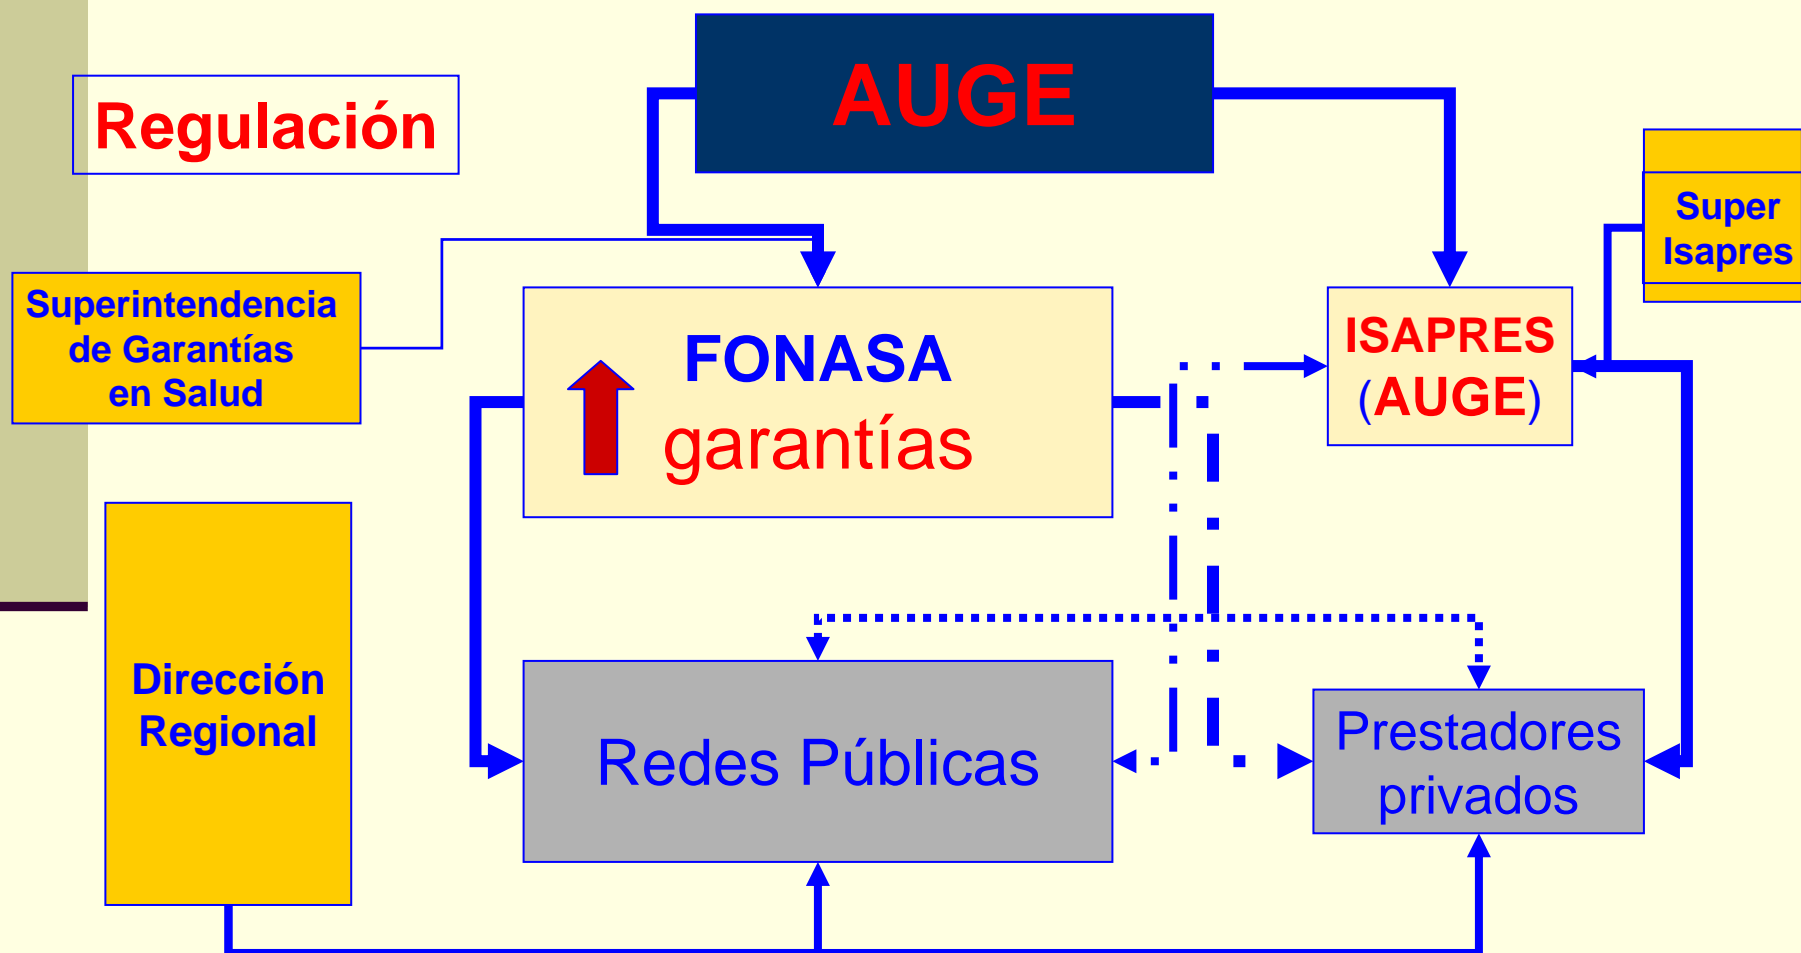 AUGE
Regulación
Super
Isapres
Superintendencia
de Garantías
en Salud
FONASA
garantías
ISAPRES
(AUGE)
Dirección
Regional
Redes Públicas
Prestadores
privados